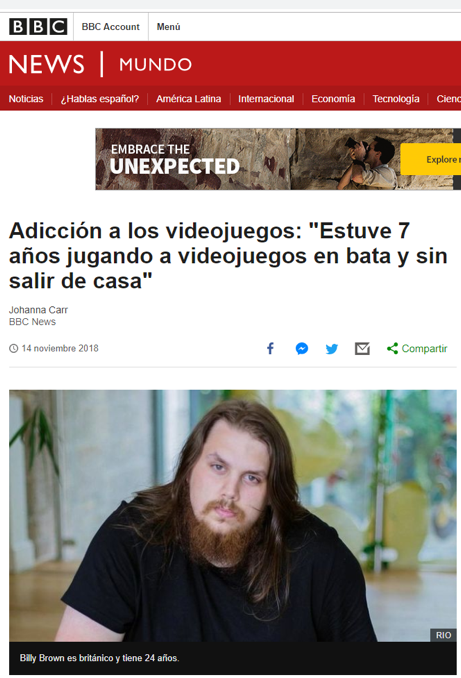 BBC BBC Account Menú
NEWS MUNDO
Noticias ¿Hablas español? América Latina Internacional Economía Tecnología Cienc
EMBRACE THE
UNEXPECTED
Explore
Adicción a los videojuegos: "Estuve 7
años jugando a videojuegos en bata y sin
salir de casa"
Johanna Carr
BBC News
14 noviembre 2018 Compartir
RIO
Billy Brown es británico y tiene 24 años.